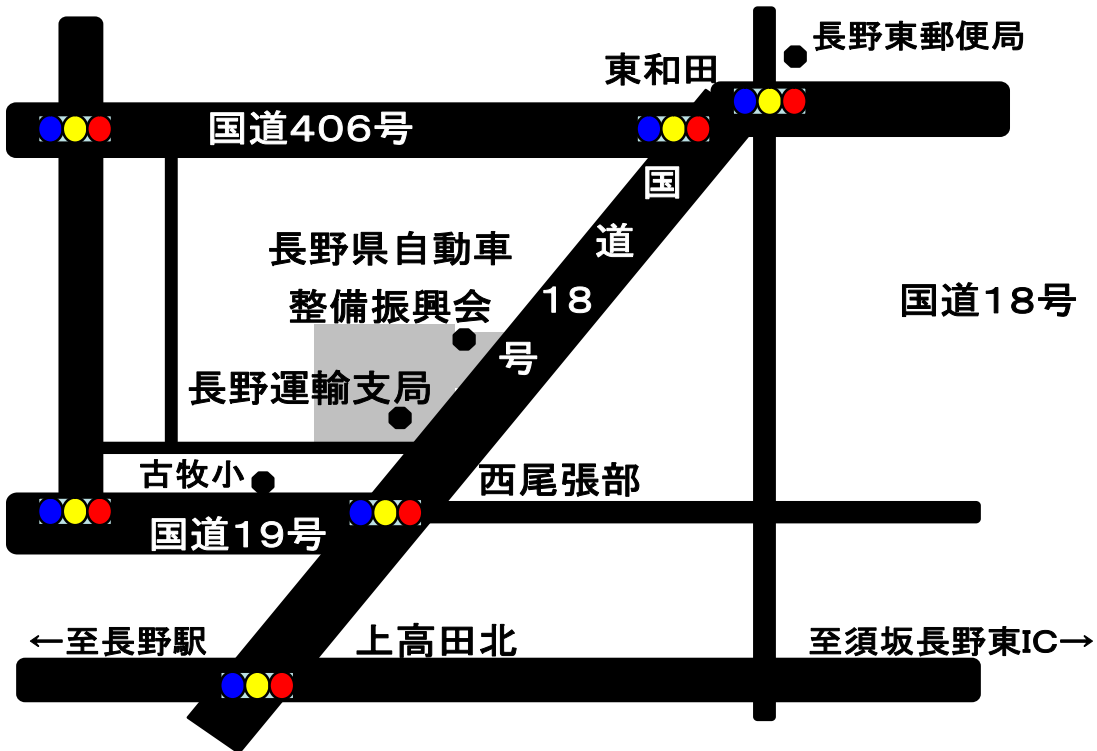 長野東郵便局
東和田
国道406号
国道18号
長野県自動車
整備振興会
国道18号
長野運輸支局
古牧小
西尾張部
国道19号
←至長野駅
上高田北
至須坂長野東IC→